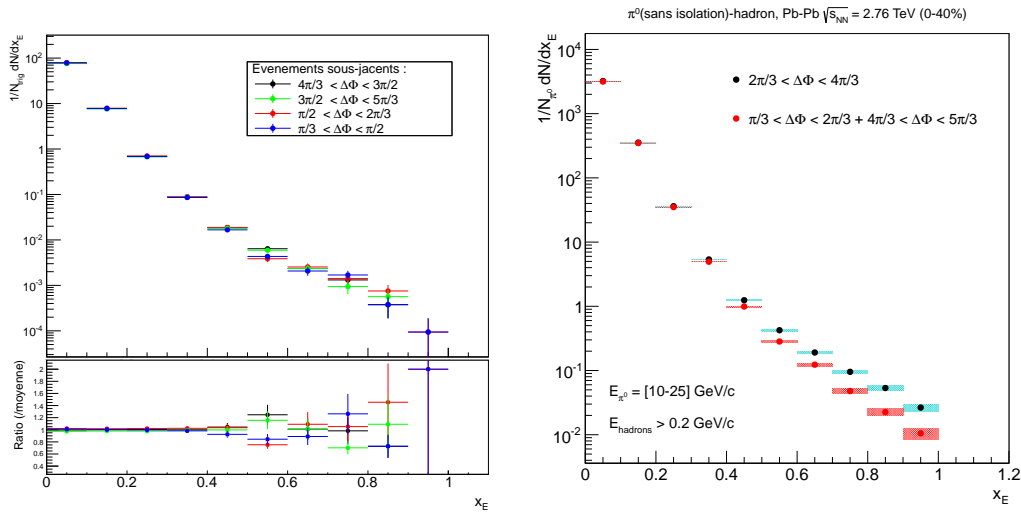 1/N_trig dN/dx_E
10²
10
1
10⁻¹
10⁻²
10⁻³
10⁻⁴
Evenements sous-jacents :
4π/3 < ΔΦ < 3π/2
3π/2 < ΔΦ < 5π/3
π/2 < ΔΦ < 2π/3
π/3 < ΔΦ < π/2
Ratio (/moyenne)
2
1.8
1.6
1.4
1.2
1
0.8
0.6
0.4
0 0.2 0.4 0.6 0.8 1
x_E
π⁰(sans isolation)-hadron, Pb-Pb √s_NN = 2.76 TeV (0-40%)
1/N_π⁰ dN/dx_E
10⁴
10³
10²
10
1
10⁻¹
10⁻²
2π/3 < ΔΦ < 4π/3
π/3 < ΔΦ < 2π/3 + 4π/3 < ΔΦ < 5π/3
E_π⁰ = [10-25] GeV/c
E_hadrons > 0.2 GeV/c
0 0.2 0.4 0.6 0.8 1 1.2
x_E